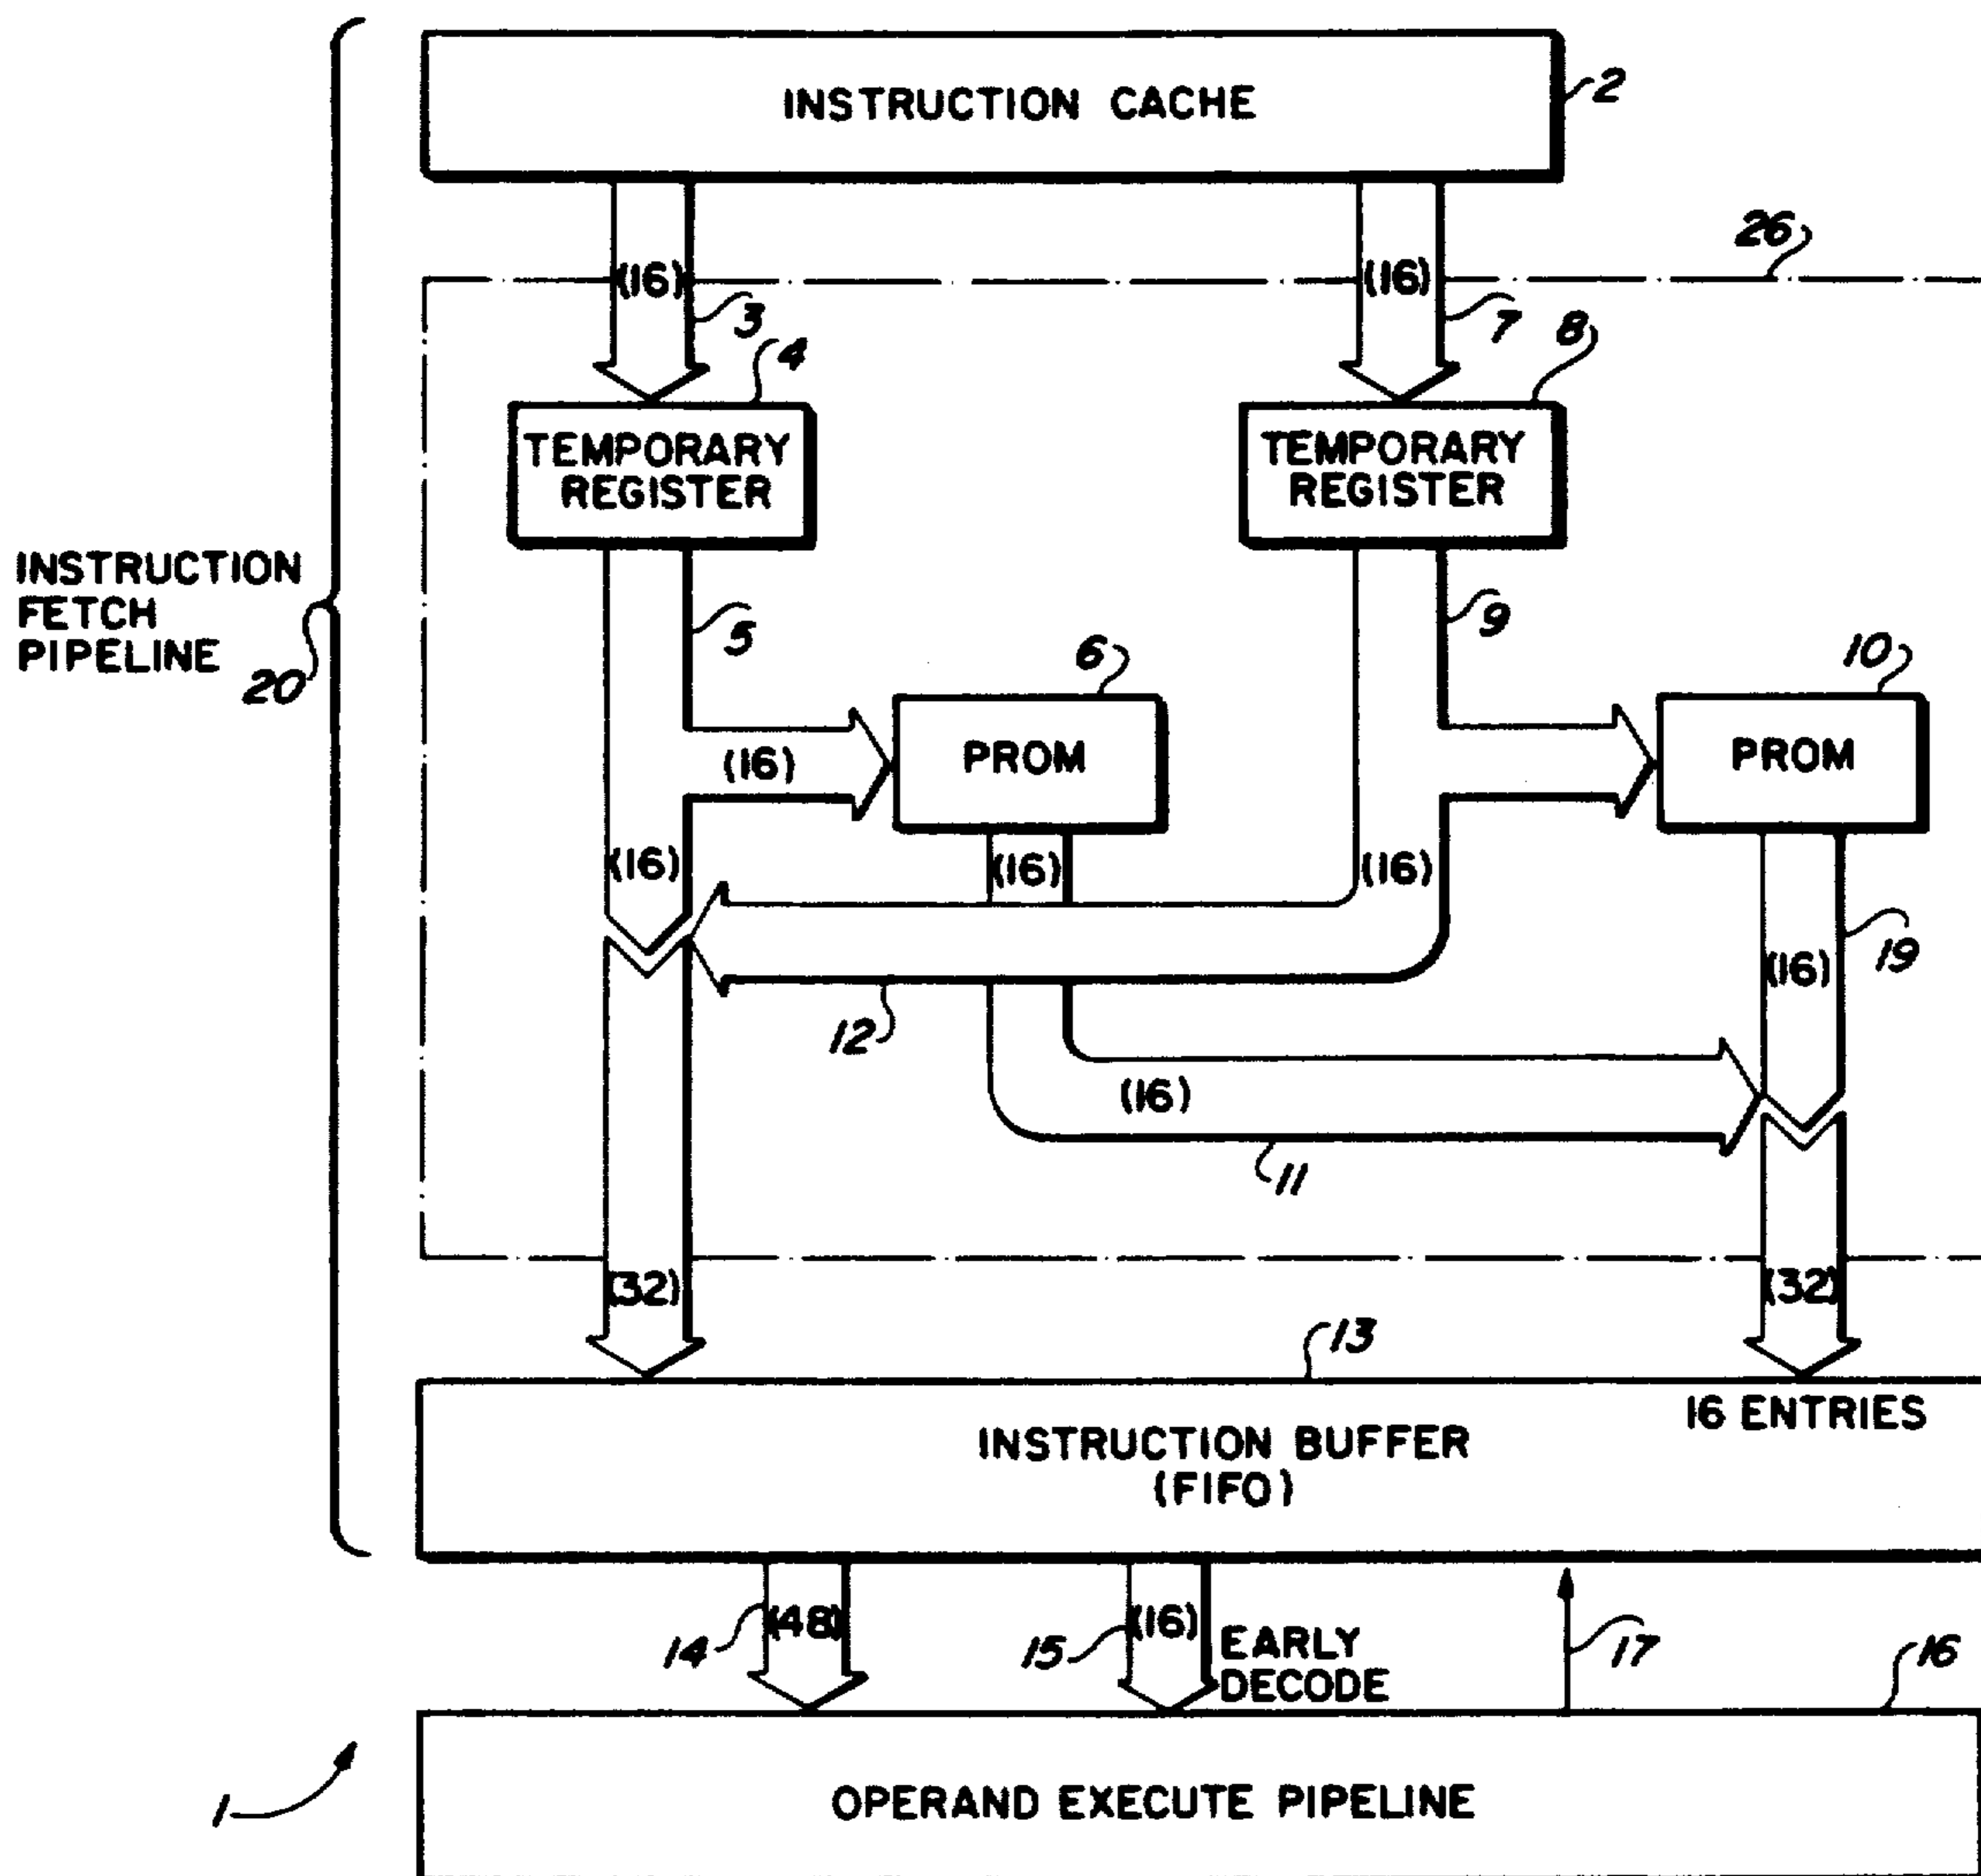 INSTRUCTION CACHE
2
26
(16)
(16)
3
7
4
8
TEMPORARY
REGISTER
TEMPORARY
REGISTER
INSTRUCTION
FETCH
PIPELINE
20
5
9
6
10
PROM
PROM
(16)
(16)
(16)
(16)
(16)
19
12
(16)
11
(32)
(32)
13
16 ENTRIES
INSTRUCTION BUFFER
(FIFO)
14
(48)
15
(16)
EARLY
DECODE
17
16
1
OPERAND EXECUTE PIPELINE